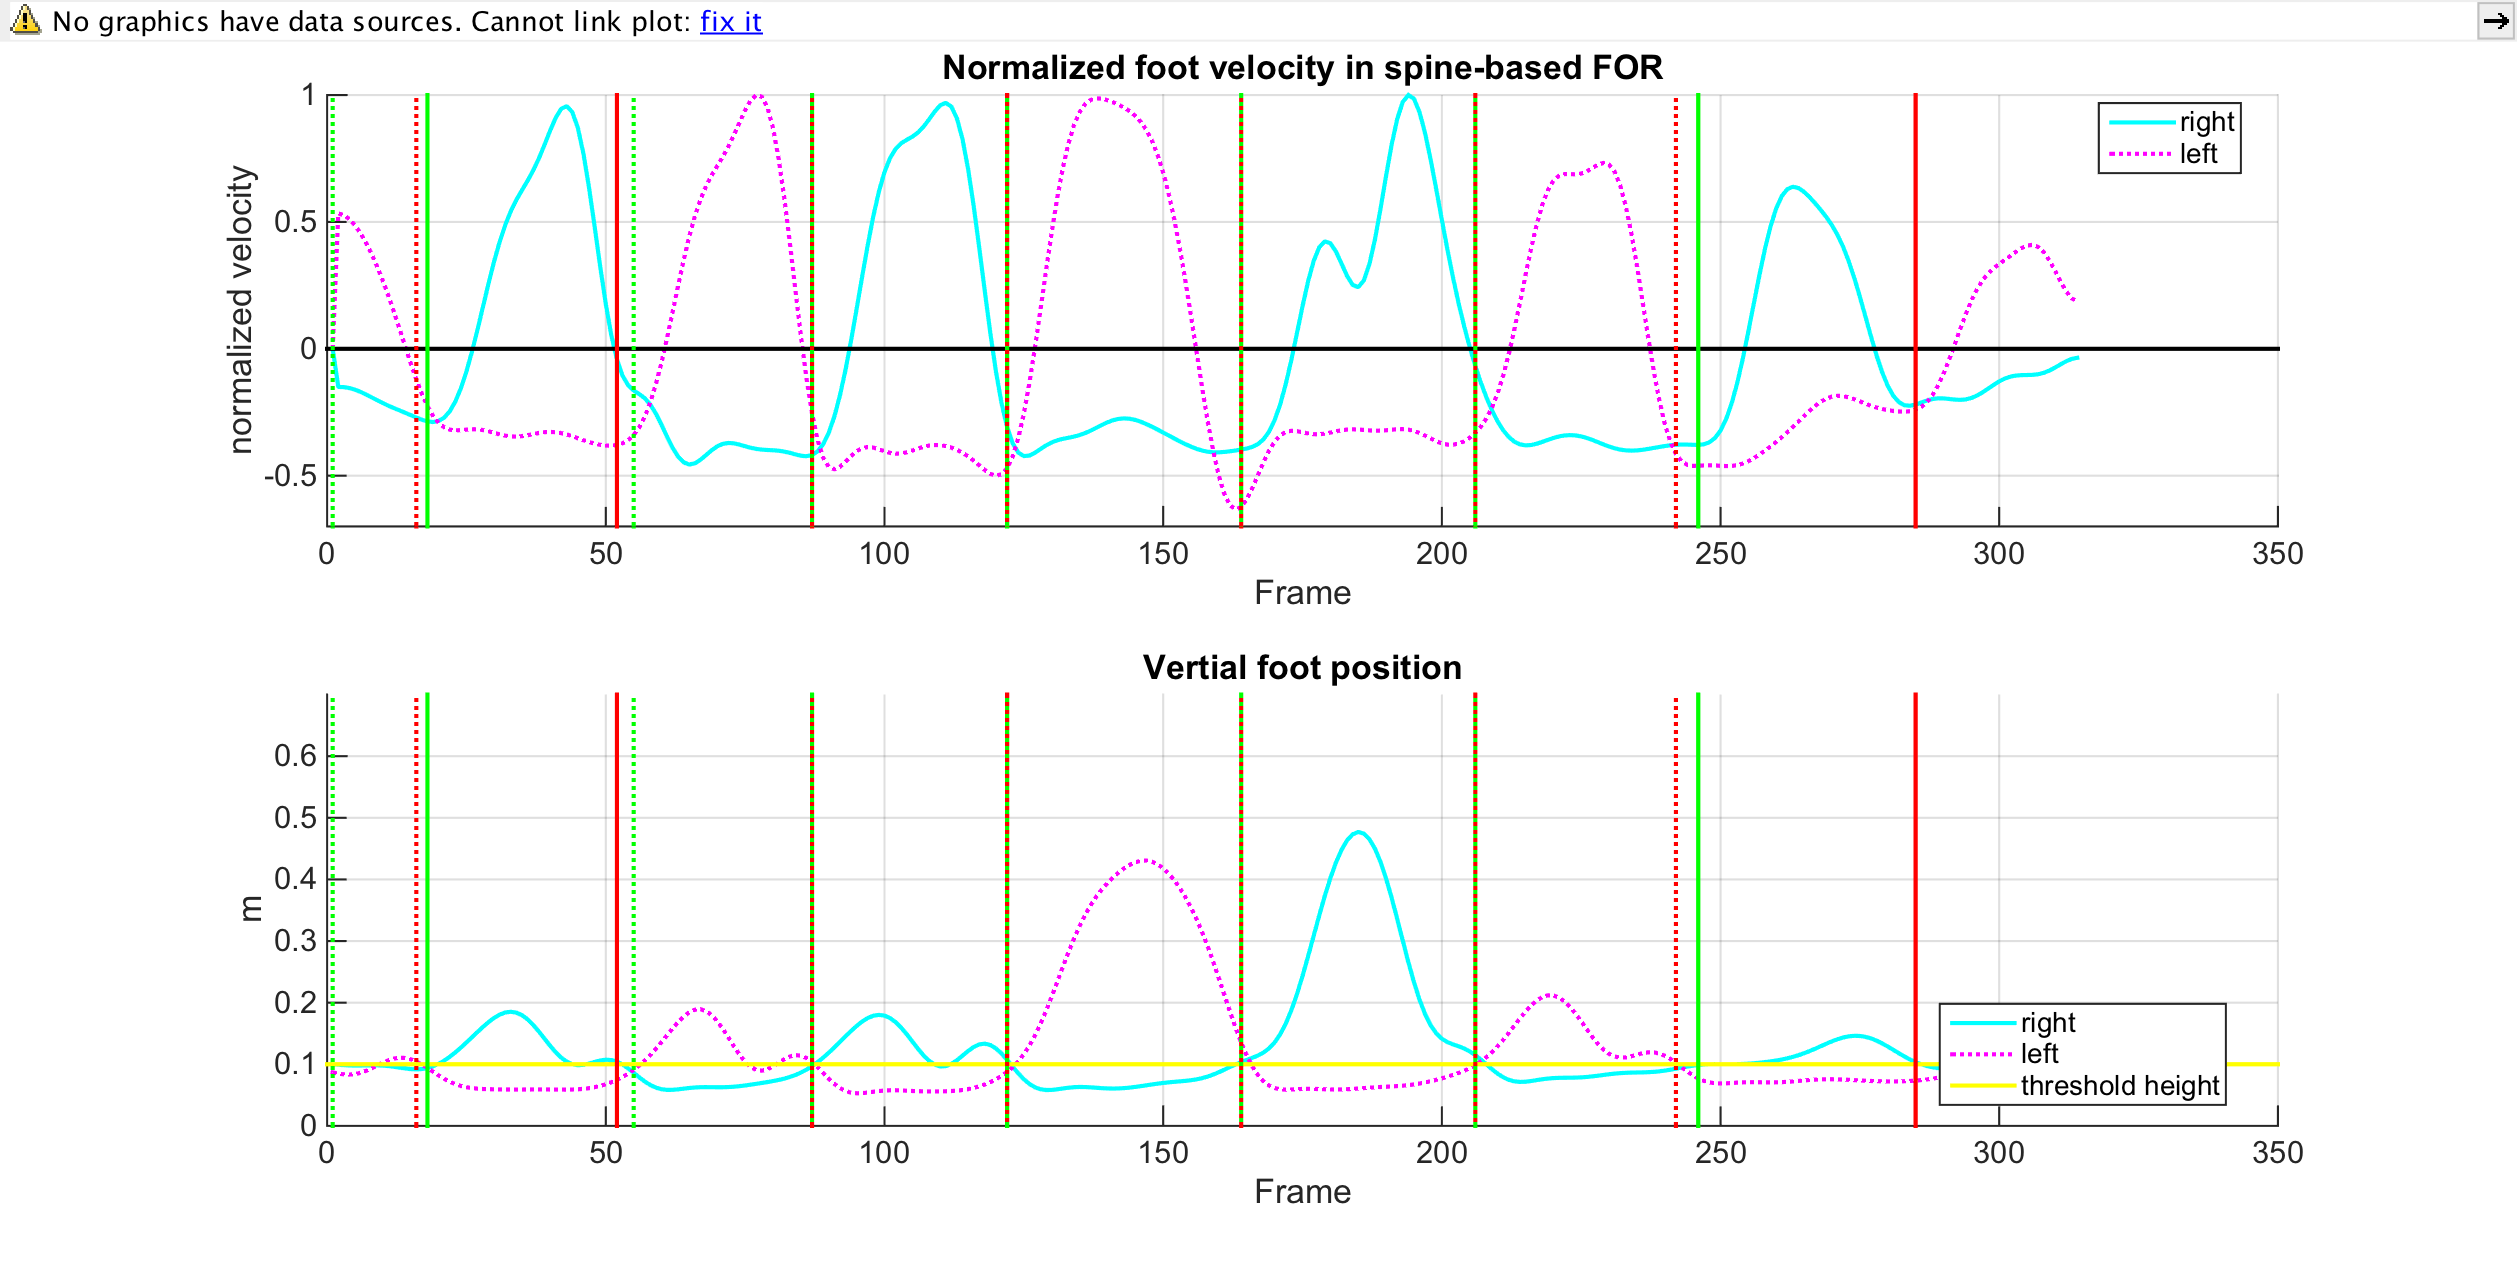 No graphics have data sources. Cannot link plot: fix it
Normalized foot velocity in spine-based FOR
normalized velocity
1
0.5
0
-0.5
0 50 100 150 200 250 300 350
Frame
right
left
Vertial foot position
m
0.6
0.5
0.4
0.3
0.2
0.1
0
0 50 100 150 200 250 300 350
Frame
right
left
threshold height